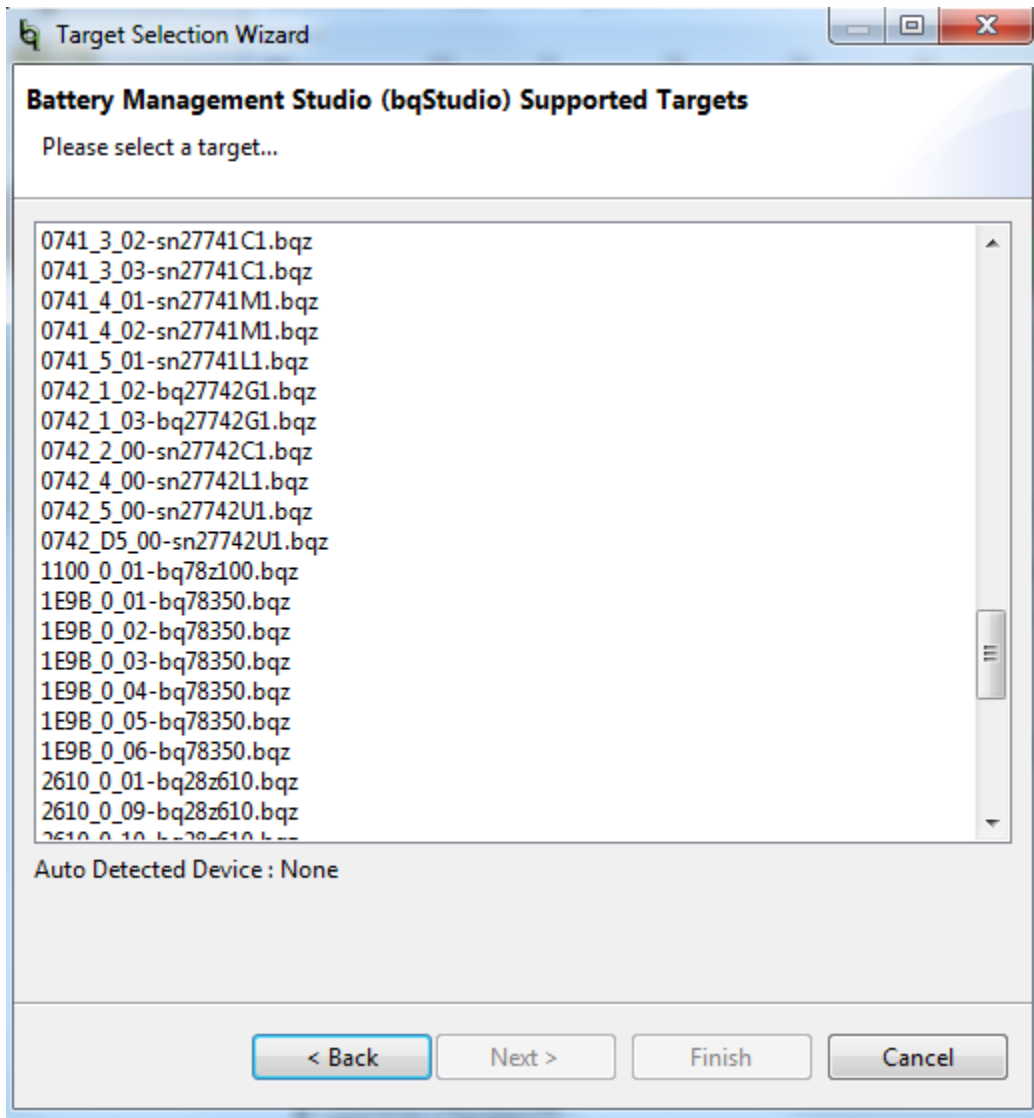 Target Selection Wizard
Battery Management Studio (bqStudio) Supported Targets
Please select a target...
0741_3_02-sn27741C1.bqz
0741_3_03-sn27741C1.bqz
0741_4_01-sn27741M1.bqz
0741_4_02-sn27741M1.bqz
0741_5_01-sn27741L1.bqz
0742_1_02-bq27742G1.bqz
0742_1_03-bq27742G1.bqz
0742_2_00-sn27742C1.bqz
0742_4_00-sn27742L1.bqz
0742_5_00-sn27742U1.bqz
0742_D5_00-sn27742U1.bqz
1100_0_01-bq78z100.bqz
1E9B_0_01-bq78350.bqz
1E9B_0_02-bq78350.bqz
1E9B_0_03-bq78350.bqz
1E9B_0_04-bq78350.bqz
1E9B_0_05-bq78350.bqz
1E9B_0_06-bq78350.bqz
2610_0_01-bq28z610.bqz
2610_0_09-bq28z610.bqz
Auto Detected Device : None
< Back
Next >
Finish
Cancel